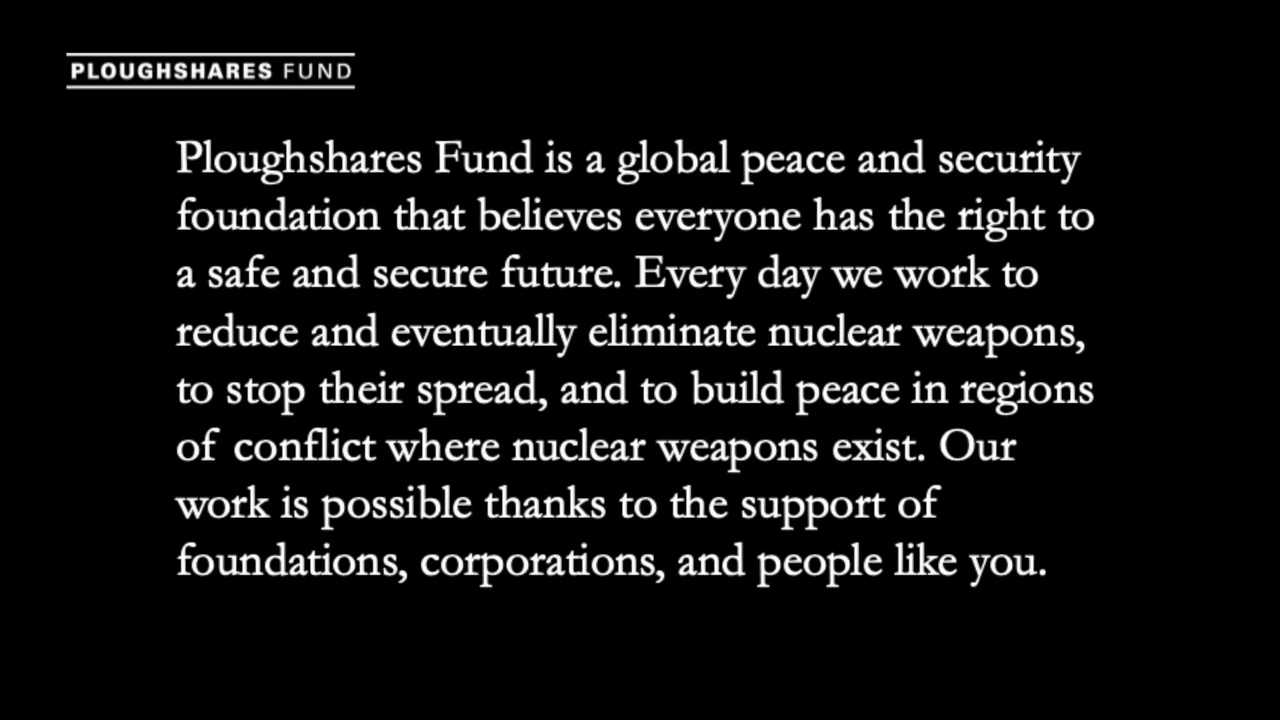 PLOUGHSHARES FUND
Ploughshares Fund is a global peace and security
foundation that believes everyone has the right to
a safe and secure future. Every day we work to
reduce and eventually eliminate nuclear weapons,
to stop their spread, and to build peace in regions
of conflict where nuclear weapons exist. Our
work is possible thanks to the support of
foundations, corporations, and people like you.